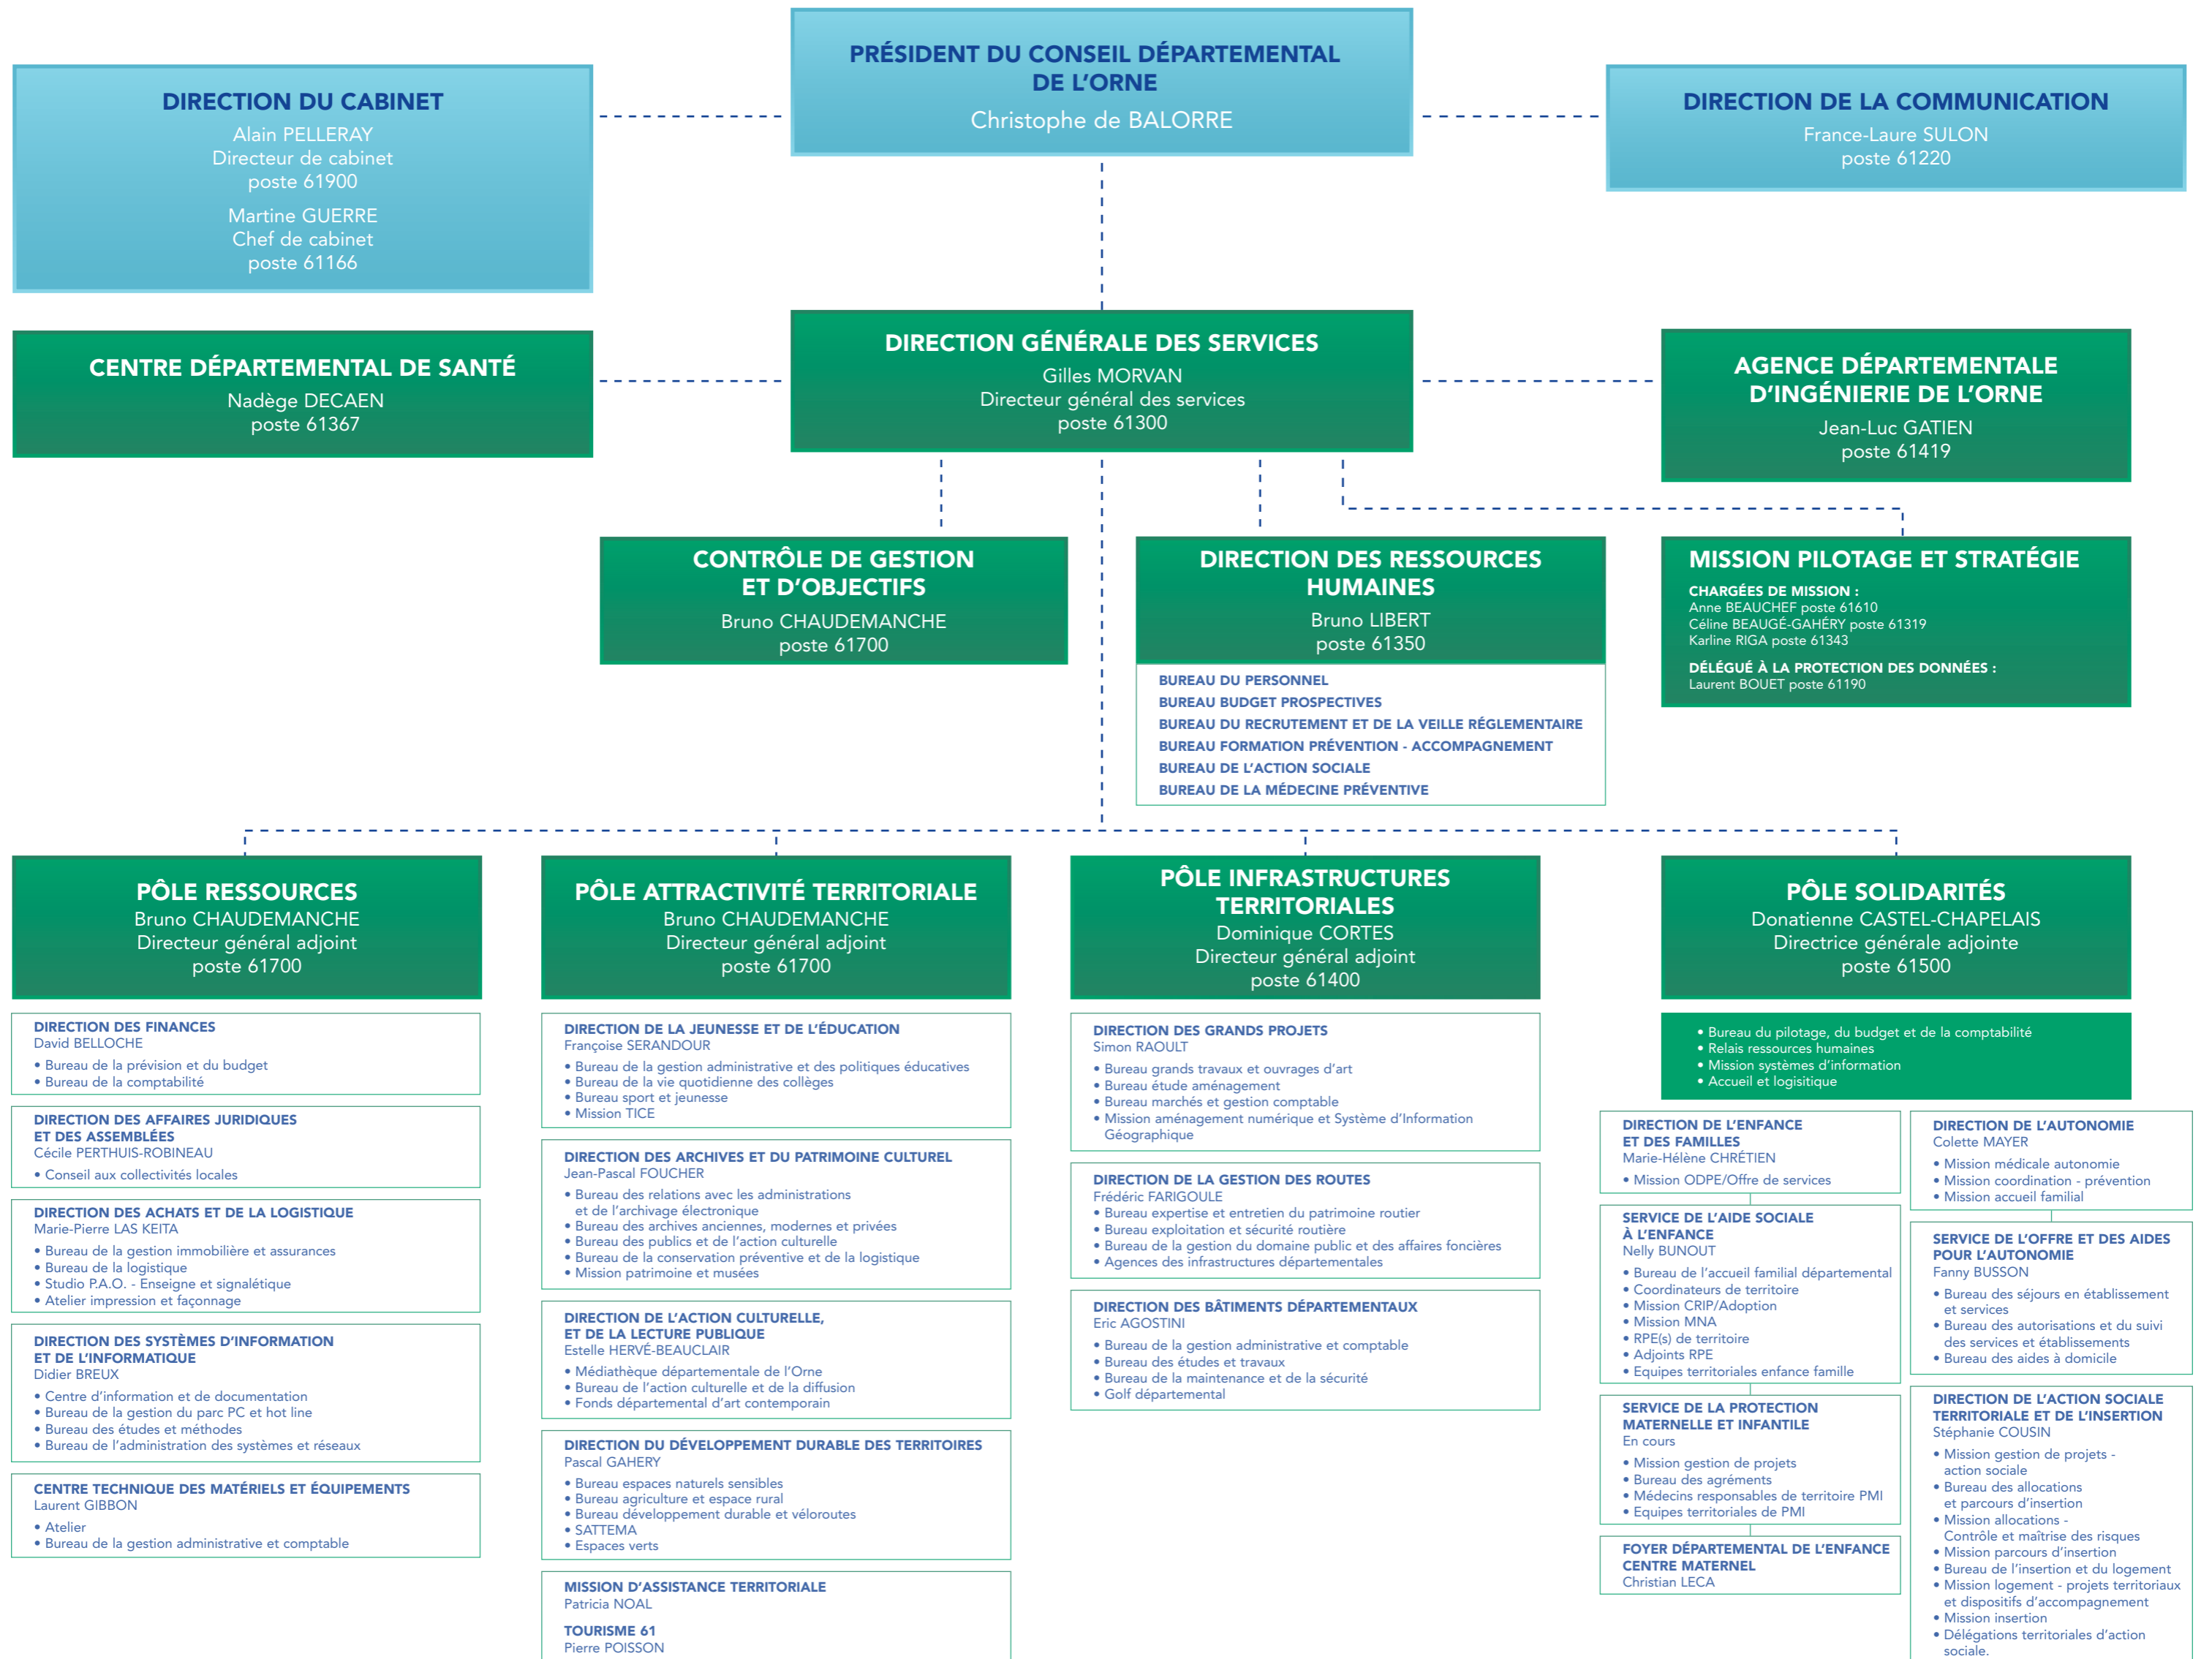 PRÉSIDENT DU CONSEIL DÉPARTEMENTAL
DE L'ORNE
Christophe de BALORRE
DIRECTION DU CABINET
Alain PELLERAY
Directeur de cabinet
poste 61900
Martine GUERRE
Chef de cabinet
poste 61166
DIRECTION DE LA COMMUNICATION
France-Laure SULON
poste 61220
CENTRE DÉPARTEMENTAL DE SANTÉ
Nadège DECAEN
poste 61367
DIRECTION GÉNÉRALE DES SERVICES
Gilles MORVAN
Directeur général des services
poste 61300
AGENCE DÉPARTEMENTALE
D'INGÉNIERIE DE L'ORNE
Jean-Luc GATIEN
poste 61419
CONTRÔLE DE GESTION
ET D'OBJECTIFS
Bruno CHAUDEMANCHE
poste 61700
DIRECTION DES RESSOURCES
HUMAINES
Bruno LIBERT
poste 61350
BUREAU DU PERSONNEL
BUREAU BUDGET PROSPECTIVES
BUREAU DU RECRUTEMENT ET DE LA VEILLE RÉGLEMENTAIRE
BUREAU FORMATION PRÉVENTION - ACCOMPAGNEMENT
BUREAU DE L'ACTION SOCIALE
BUREAU DE LA MÉDECINE PRÉVENTIVE
MISSION PILOTAGE ET STRATÉGIE
CHARGÉES DE MISSION :
Anne BEAUCHEF poste 61610
Céline BEAUGÉ-GAHÉRY poste 61319
Karline RIGA poste 61343
DÉLÉGUÉ À LA PROTECTION DES DONNÉES :
Laurent BOUET poste 61190
PÔLE RESSOURCES
Bruno CHAUDEMANCHE
Directeur général adjoint
poste 61700
DIRECTION DES FINANCES
David BELLOCHE
• Bureau de la prévision et du budget
• Bureau de la comptabilité
DIRECTION DES AFFAIRES JURIDIQUES
ET DES ASSEMBLÉES
Cécile PERTHUIS-ROBINEAU
• Conseil aux collectivités locales
DIRECTION DES ACHATS ET DE LA LOGISTIQUE
Marie-Pierre LAS KEITA
• Bureau de la gestion immobilière et assurances
• Bureau de la logistique
• Studio P.A.O. - Enseigne et signalétique
• Atelier impression et façonnage
DIRECTION DES SYSTÈMES D'INFORMATION
ET DE L'INFORMATIQUE
Didier BREUX
• Centre d'information et de documentation
• Bureau de la gestion du parc PC et hot line
• Bureau des études et méthodes
• Bureau de l'administration des systèmes et réseaux
CENTRE TECHNIQUE DES MATÉRIELS ET ÉQUIPEMENTS
Laurent GIBBON
• Atelier
• Bureau de la gestion administrative et comptable
PÔLE ATTRACTIVITÉ TERRITORIALE
Bruno CHAUDEMANCHE
Directeur général adjoint
poste 61700
DIRECTION DE LA JEUNESSE ET DE L'ÉDUCATION
Françoise SERANDOUR
• Bureau de la gestion administrative et des politiques éducatives
• Bureau de la vie quotidienne des collèges
• Bureau sport et jeunesse
• Mission TICE
DIRECTION DES ARCHIVES ET DU PATRIMOINE CULTUREL
Jean-Pascal FOUCHER
• Bureau des relations avec les administrations
et de l'archivage électronique
• Bureau des archives anciennes, modernes et privées
• Bureau des publics et de l'action culturelle
• Bureau de la conservation préventive et de la logistique
• Mission patrimoine et musées
DIRECTION DE L'ACTION CULTURELLE,
ET DE LA LECTURE PUBLIQUE
Estelle HERVÉ-BEAUCLAIR
• Médiathèque départementale de l'Orne
• Bureau de l'action culturelle et de la diffusion
• Fonds départemental d'art contemporain
DIRECTION DU DÉVELOPPEMENT DURABLE DES TERRITOIRES
Pascal GAHERY
• Bureau espaces naturels sensibles
• Bureau agriculture et espace rural
• Bureau développement durable et véloroutes
• SATTEMA
• Espaces verts
MISSION D'ASSISTANCE TERRITORIALE
Patricia NOAL
TOURISME 61
Pierre POISSON
PÔLE INFRASTRUCTURES
TERRITORIALES
Dominique CORTES
Directeur général adjoint
poste 61400
DIRECTION DES GRANDS PROJETS
Simon RAOULT
• Bureau grands travaux et ouvrages d'art
• Bureau étude aménagement
• Bureau marchés et gestion comptable
• Mission aménagement numérique et Système d'Information
Géographique
DIRECTION DE LA GESTION DES ROUTES
Frédéric FARIGOULE
• Bureau expertise et entretien du patrimoine routier
• Bureau exploitation et sécurité routière
• Bureau de la gestion du domaine public et des affaires foncières
• Agences des infrastructures départementales
DIRECTION DES BÂTIMENTS DÉPARTEMENTAUX
Eric AGOSTINI
• Bureau de la gestion administrative et comptable
• Bureau des études et travaux
• Bureau de la maintenance et de la sécurité
• Golf départemental
PÔLE SOLIDARITÉS
Donatienne CASTEL-CHAPELAIS
Directrice générale adjointe
poste 61500
• Bureau du pilotage, du budget et de la comptabilité
• Relais ressources humaines
• Mission systèmes d'information
• Accueil et logisitique
DIRECTION DE L'ENFANCE
ET DES FAMILLES
Marie-Hélène CHRÉTIEN
• Mission ODPE/Offre de services
SERVICE DE L'AIDE SOCIALE
À L'ENFANCE
Nelly BUNOUT
• Bureau de l'accueil familial départemental
• Coordinateurs de territoire
• Mission CRIP/Adoption
• Mission MNA
• RPE(s) de territoire
• Adjoints RPE
• Equipes territoriales enfance famille
SERVICE DE LA PROTECTION
MATERNELLE ET INFANTILE
En cours
• Mission gestion de projets
• Bureau des agréments
• Médecins responsables de territoire PMI
• Equipes territoriales de PMI
FOYER DÉPARTEMENTAL DE L'ENFANCE
CENTRE MATERNEL
Christian LECA
DIRECTION DE L'AUTONOMIE
Colette MAYER
• Mission médicale autonomie
• Mission coordination - prévention
• Mission accueil familial
SERVICE DE L'OFFRE ET DES AIDES
POUR L'AUTONOMIE
Fanny BUSSON
• Bureau des séjours en établissement
et services
• Bureau des autorisations et du suivi
des services et établissements
• Bureau des aides à domicile
DIRECTION DE L'ACTION SOCIALE
TERRITORIALE ET DE L'INSERTION
Stéphanie COUSIN
• Mission gestion de projets -
action sociale
• Bureau des allocations
et parcours d'insertion
• Mission allocations -
Contrôle et maîtrise des risques
• Mission parcours d'insertion
• Bureau de l'insertion et du logement
• Mission logement - projets territoriaux
et dispositifs d'accompagnement
• Mission insertion
• Délégations territoriales d'action
sociale.